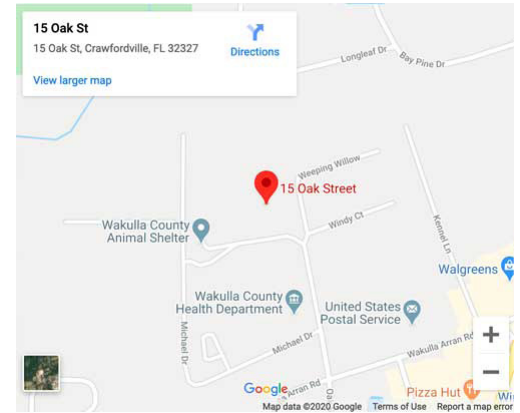 15 Oak St
15 Oak St, Crawfordville, FL 32327
Directions
View larger map
Longleaf Dr
Bay Pine Dr
Weeping Willow
15 Oak Street
Windy Ct
Kennel Ln
Wakulla County
Animal Shelter
Walgreens
Wakulla County
Health Department
United States
Postal Service
Michael Dr
Michael Dr
Wakulla Arran Rd
Arran Rd
Pizza Hut
Google
Map data ©2020 Google
Terms of Use
Report a map error